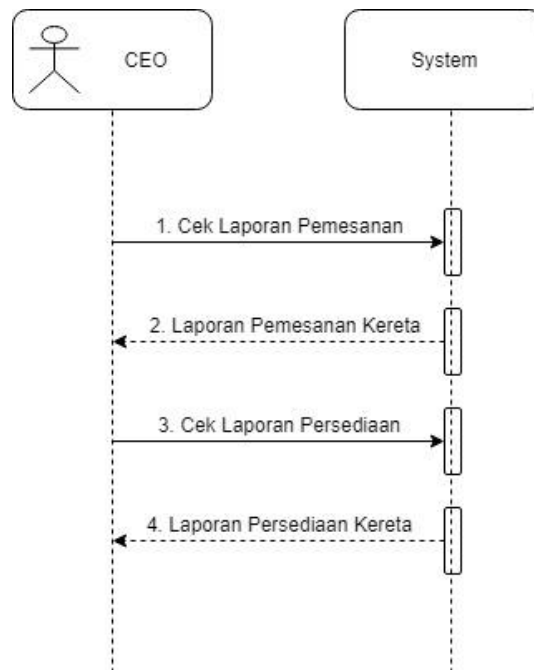 CEO
System
1. Cek Laporan Pemesanan
2. Laporan Pemesanan Kereta
3. Cek Laporan Persediaan
4. Laporan Persediaan Kereta